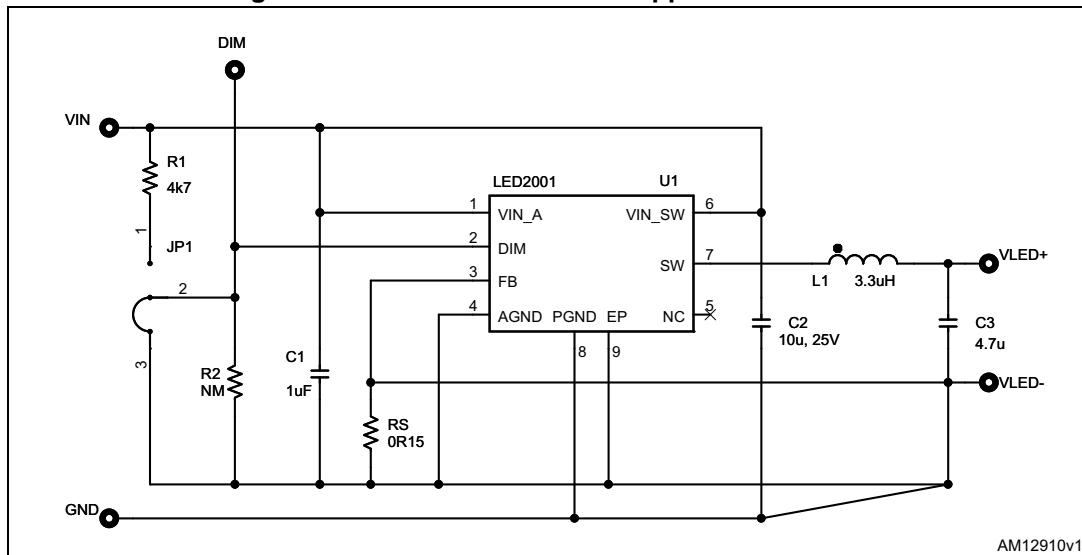 DIM
VIN
R1
4k7
1
JP1
2
3
R2
NM
C1
1uF
LED2001
U1
1
VIN_A
VIN_SW
6
2
DIM
SW
7
3
FB
4
AGND
PGND
EP
NC
5
8
9
L1
3.3uH
VLED+
C2
10u, 25V
C3
4.7u
VLED-
RS
0R15
GND
AM12910v1